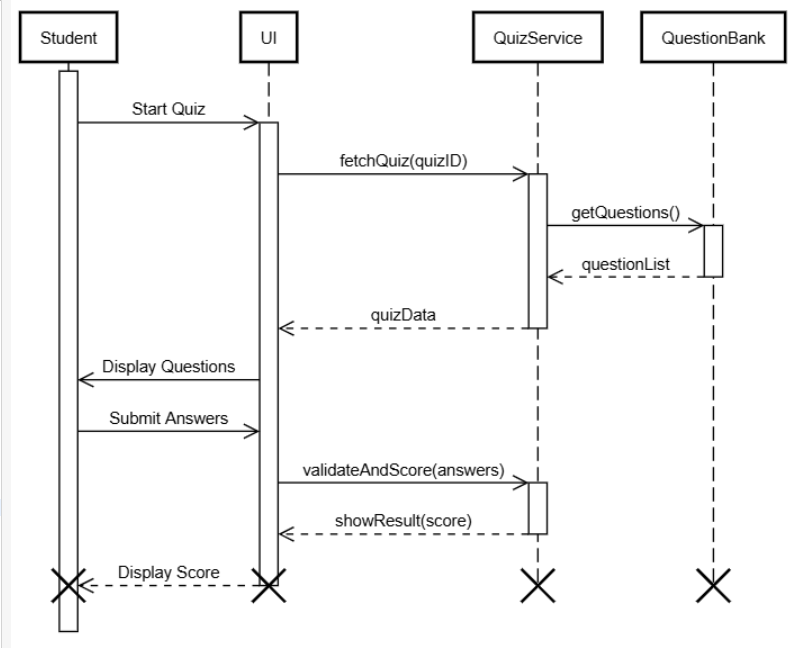 Student
UI
QuizService
QuestionBank
Start Quiz
fetchQuiz(quizID)
getQuestions()
questionList
quizData
Display Questions
Submit Answers
validateAndScore(answers)
showResult(score)
Display Score